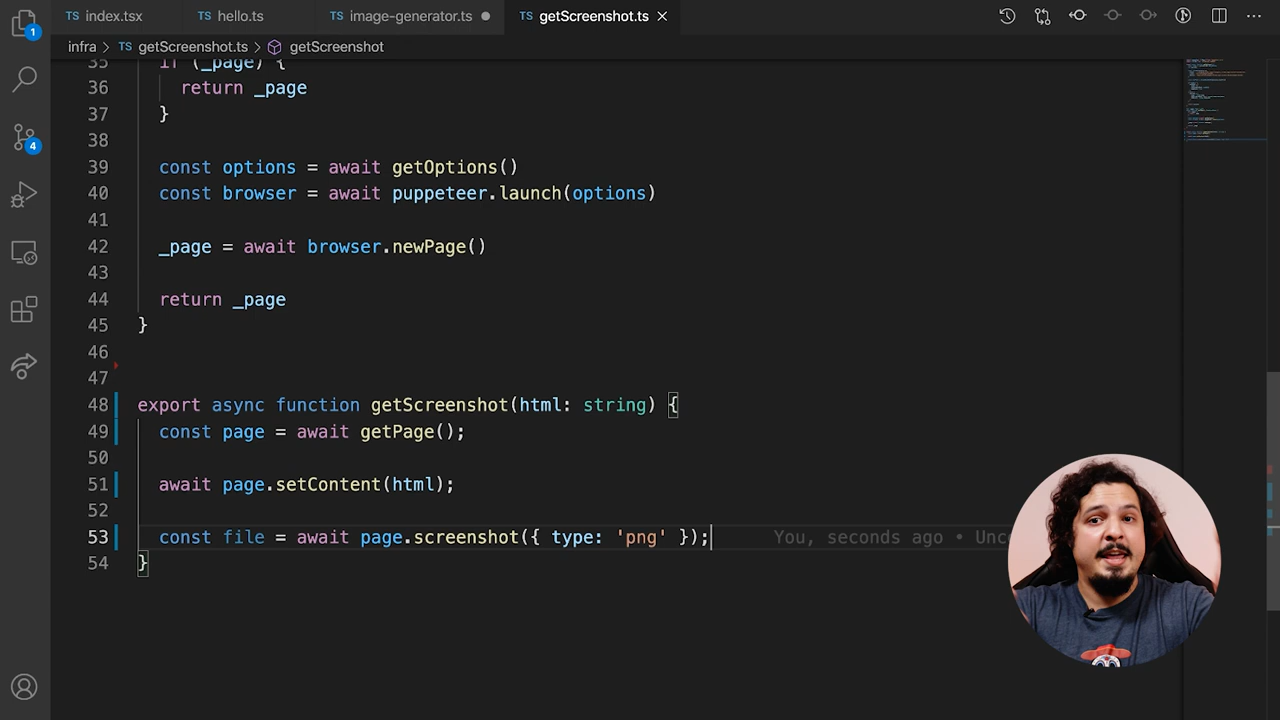 index.tsx
TS hello.ts
TS image-generator.ts
TS getScreenshot.ts
infra > TS getScreenshot.ts > getScreenshot
1
4
35 if (_page) {
36 return _page
37 }
38
39 const options = await getOptions()
40 const browser = await puppeteer.launch(options)
41
42 _page = await browser.newPage()
43
44 return _page
45 }
46
47
48 export async function getScreenshot(html: string) {
49 const page = await getPage();
50
51 await page.setContent(html);
52
53 const file = await page.screenshot({ type: 'png' }); You, seconds ago • Unc
54 }